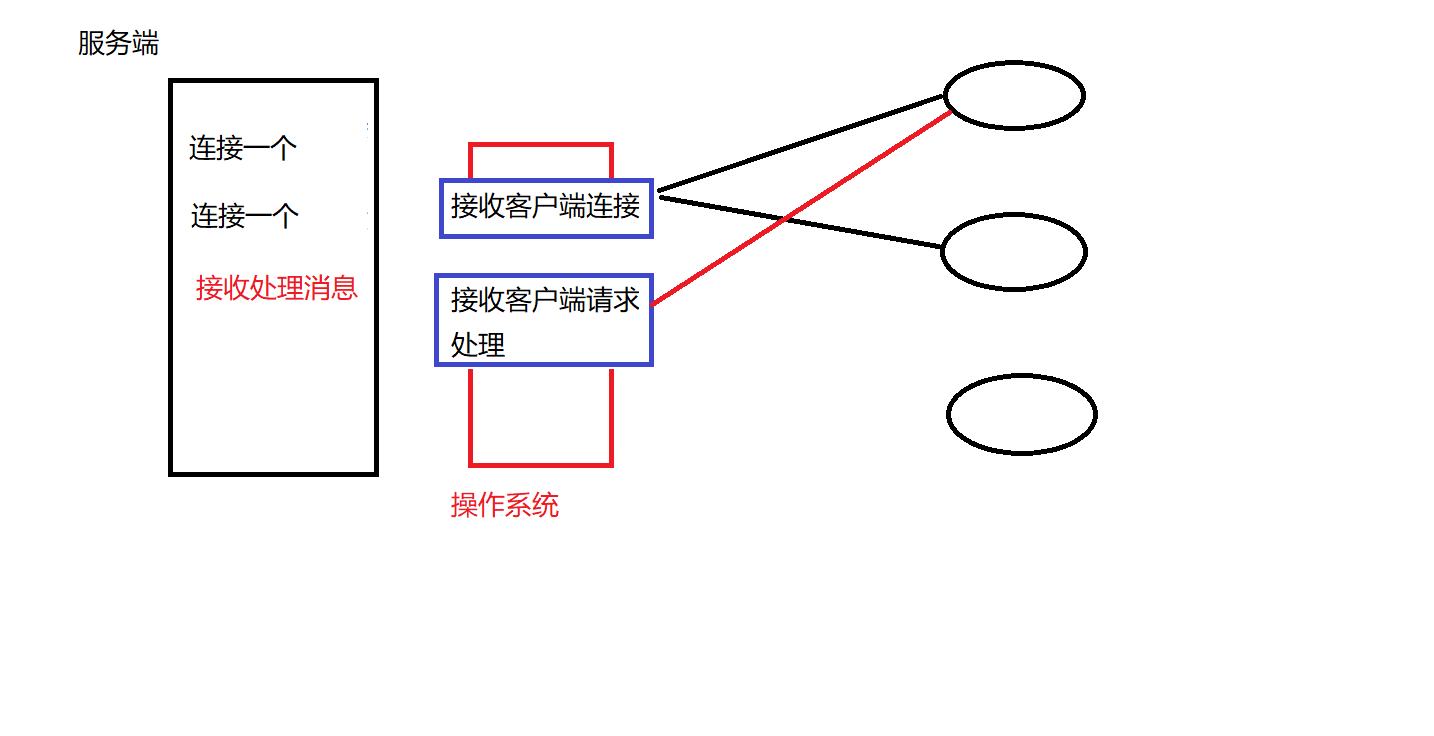 服务端
连接一个
连接一个
接收处理消息
接收客户端连接
接收客户端请求
处理
操作系统